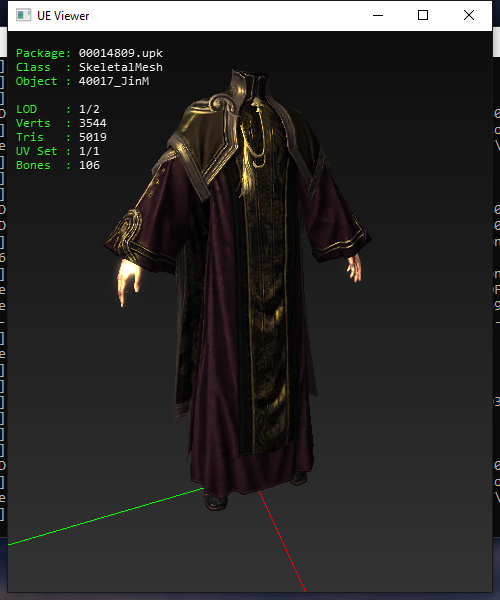 UE Viewer
Package: 00014809.upk
Class : SkeletalMesh
Object : 40017_JinM
LOD : 1/2
Verts : 3544
Tris : 5019
UV Set : 1/1
Bones : 106